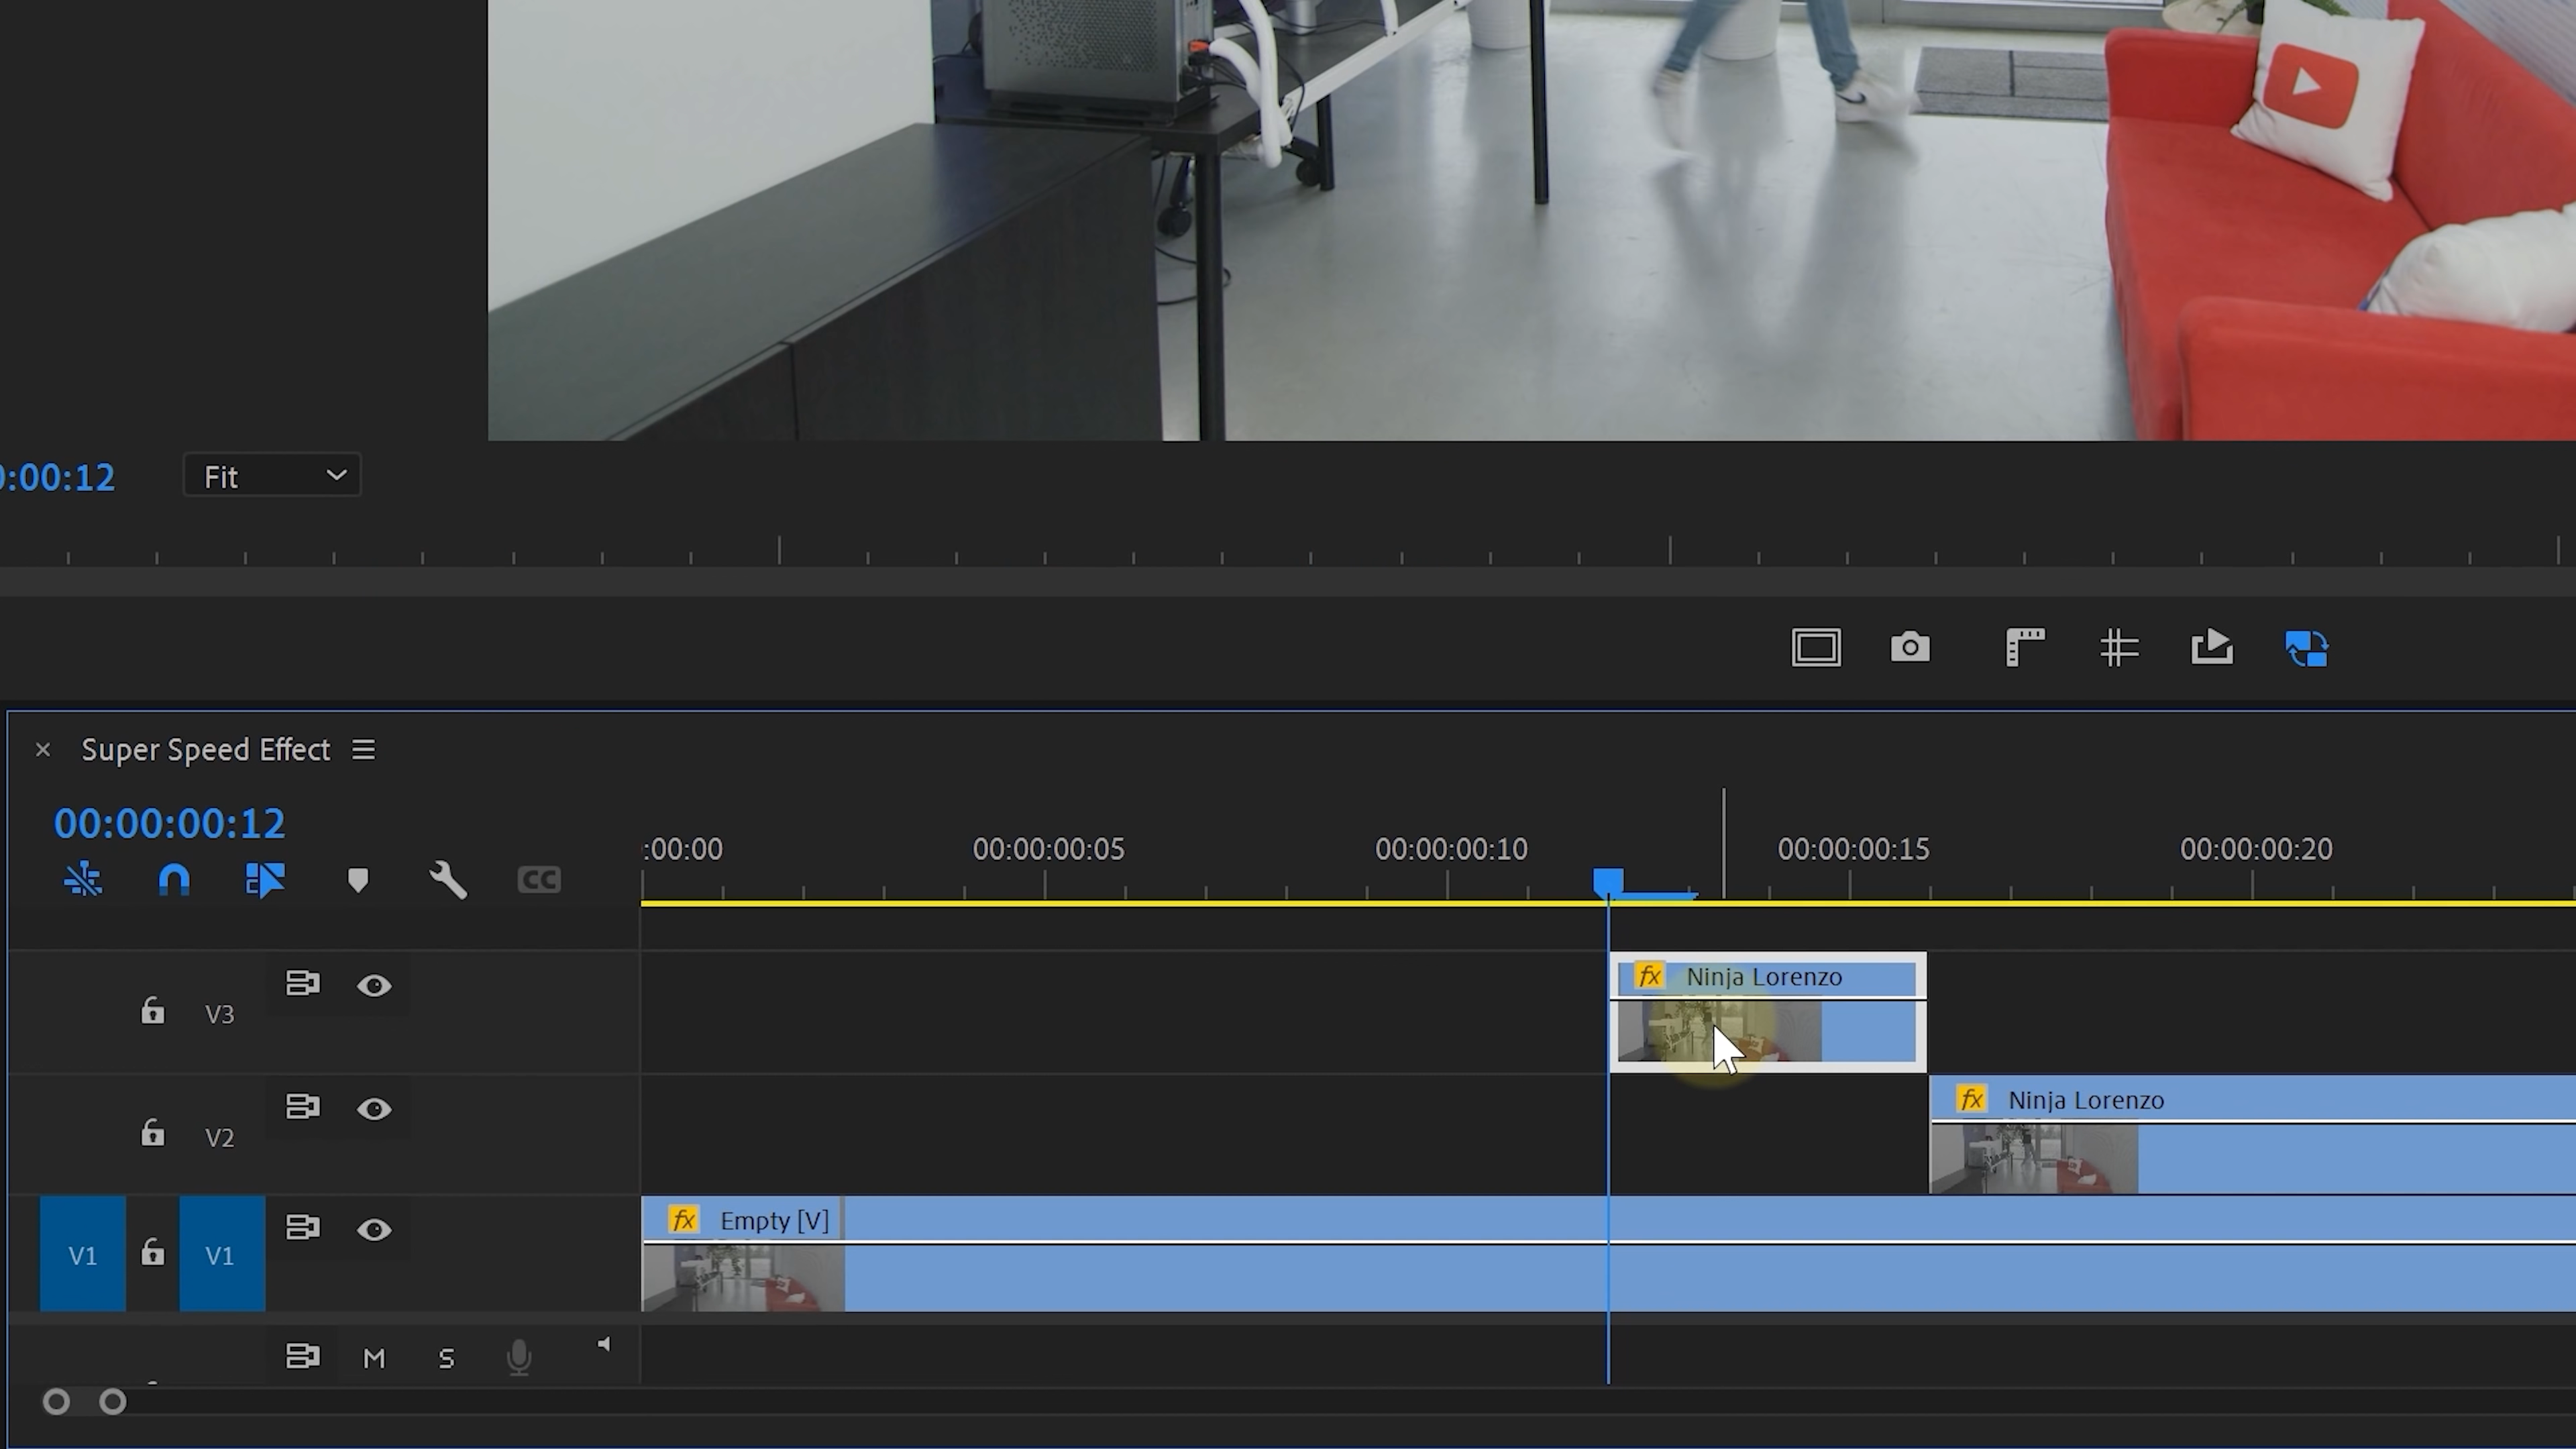 0:00:12
Fit
× Super Speed Effect
00:00:00:12
:00:00 00:00:00:05 00:00:00:10 00:00:00:15 00:00:00:20
CC
fx Ninja Lorenzo
V3
fx Ninja Lorenzo
V2
fx Empty [V]
V1 V1
M S